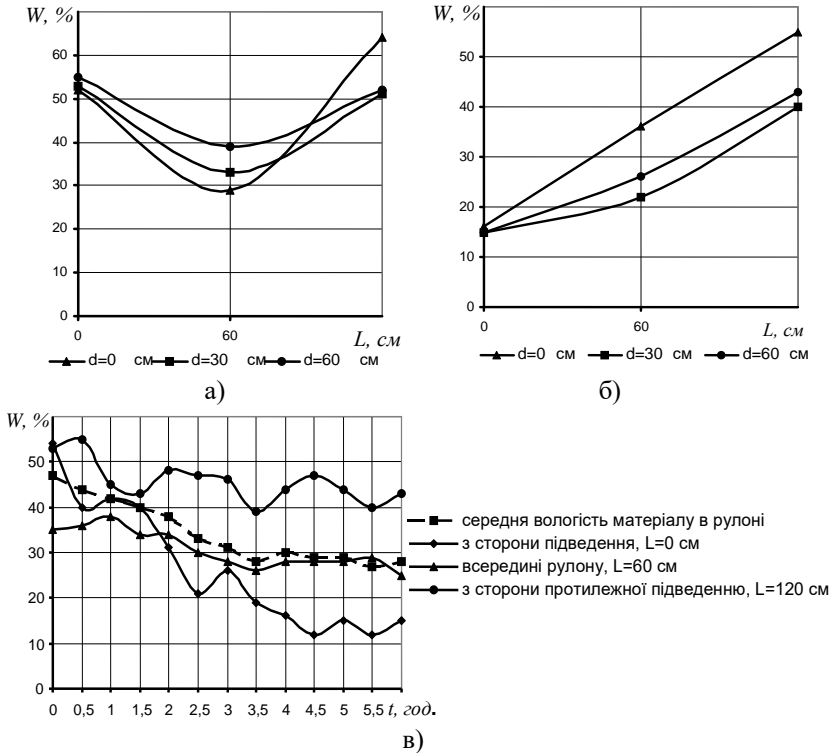 W, %
60
50
40
30
20
10
0
0
60
L, см
d=0 см
d=30 см
d=60 см
а)
W, %
50
40
30
20
10
0
0
60
L, см
d=0 см
d=30 см
d=60 см
б)
W, %
50
40
30
20
10
0
0 0,5 1 1,5 2 2,5 3 3,5 4 4,5 5 5,5 t, год.
середня вологість матеріалу в рулоні
з сторони підведення, L=0 см
всередині рулону, L=60 см
з сторони протилежної підведенню, L=120 см
в)